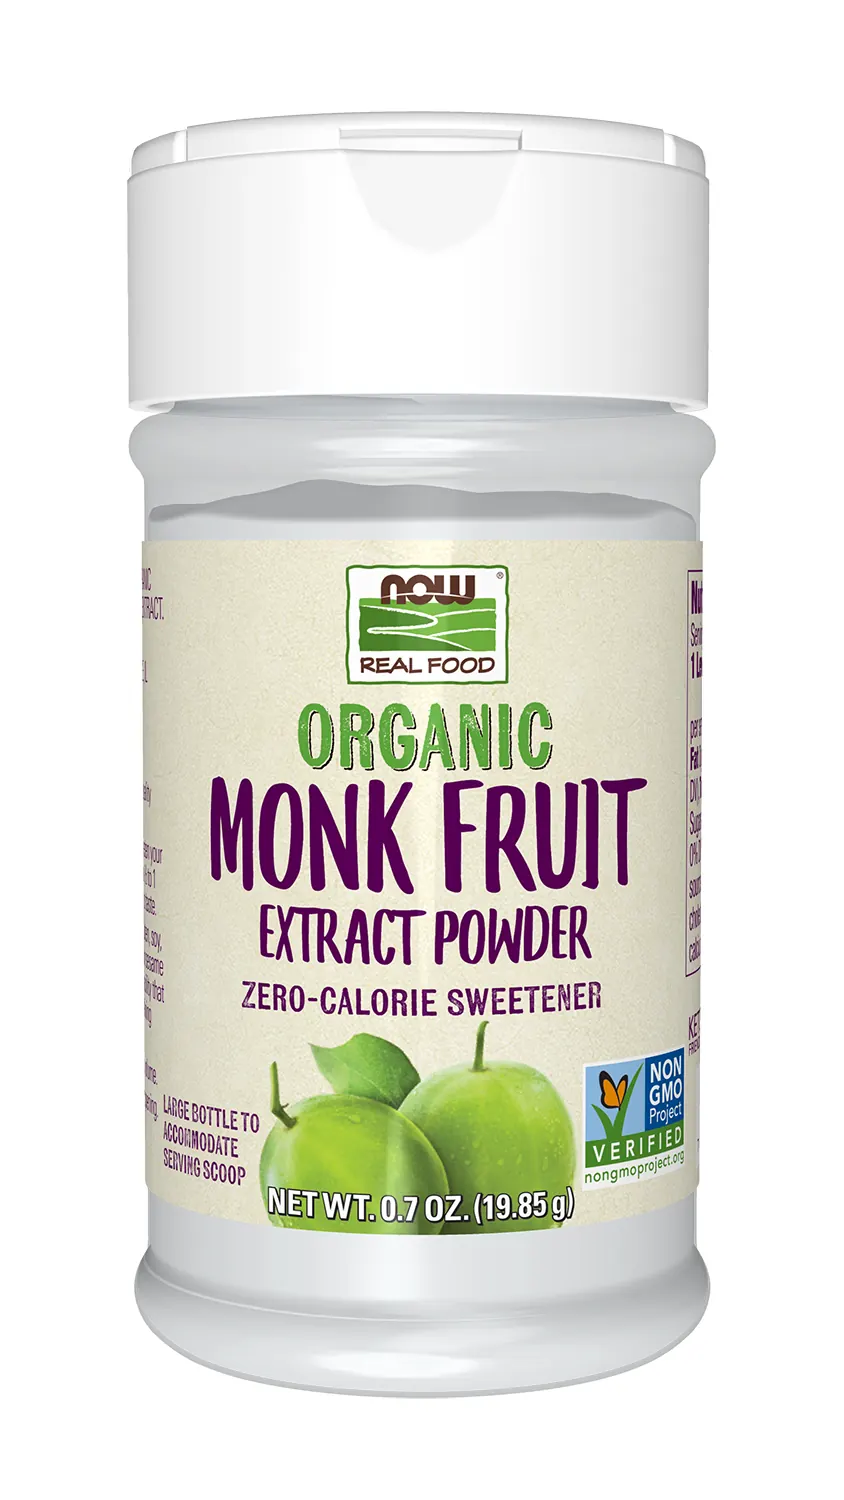 NOW®
REAL FOOD
ORGANIC
MONK FRUIT
EXTRACT POWDER
ZERO-CALORIE SWEETENER
LARGE BOTTLE TO
ACCOMMODATE
SERVING SCOOP
NET WT. 0.7 OZ. (19.85 g)
NON
GMO
Project
VERIFIED
nongmoproject.org